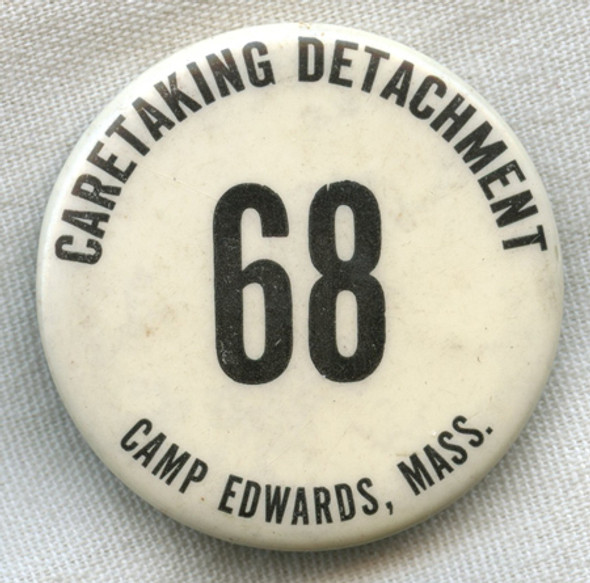 CARETAKING DETACHMENT
68
CAMP EDWARDS, MASS.